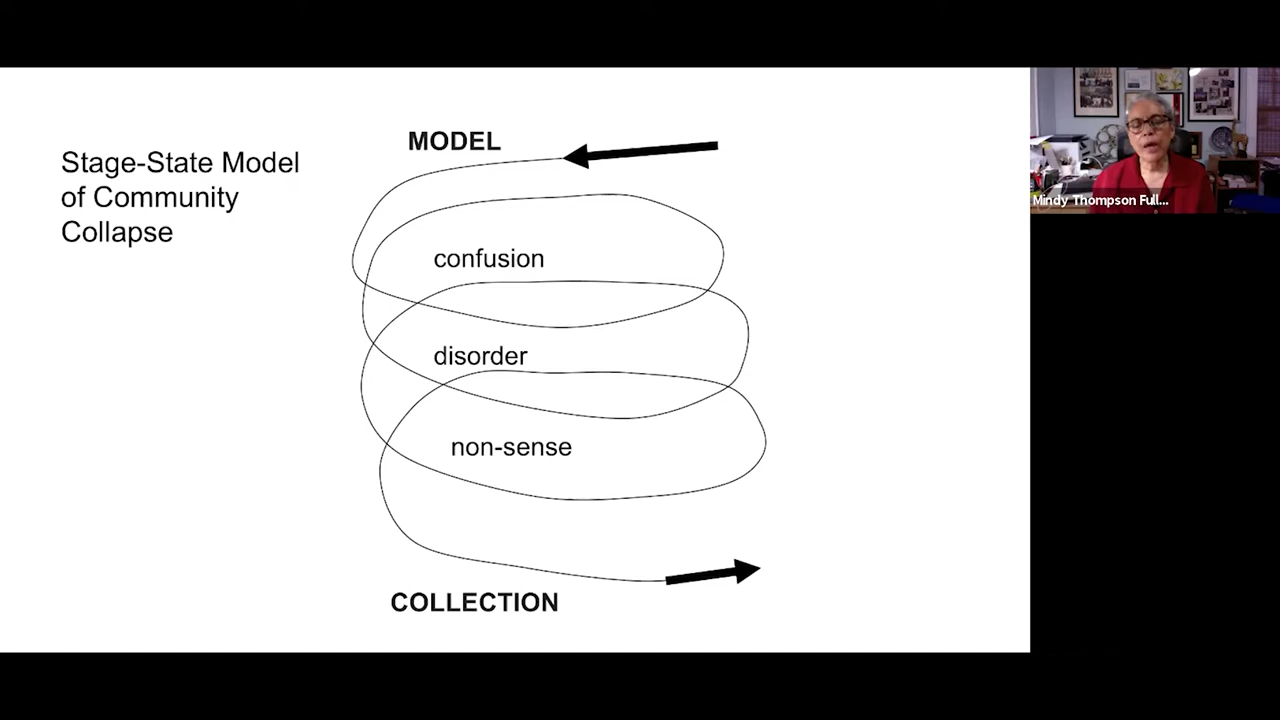 Stage-State Model
of Community
Collapse
MODEL
confusion
disorder
non-sense
COLLECTION
Mindy Thompson Full...